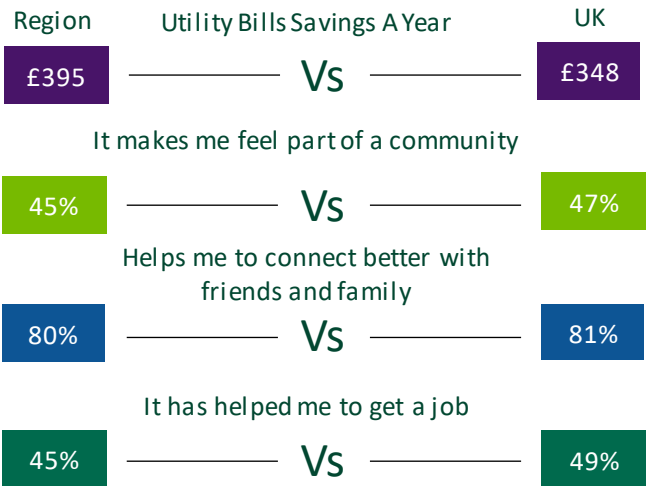 Region Utility Bills Savings A Year UK
£395 Vs £348
It makes me feel part of a community
45% Vs 47%
Helps me to connect better with
friends and family
80% Vs 81%
It has helped me to get a job
45% Vs 49%